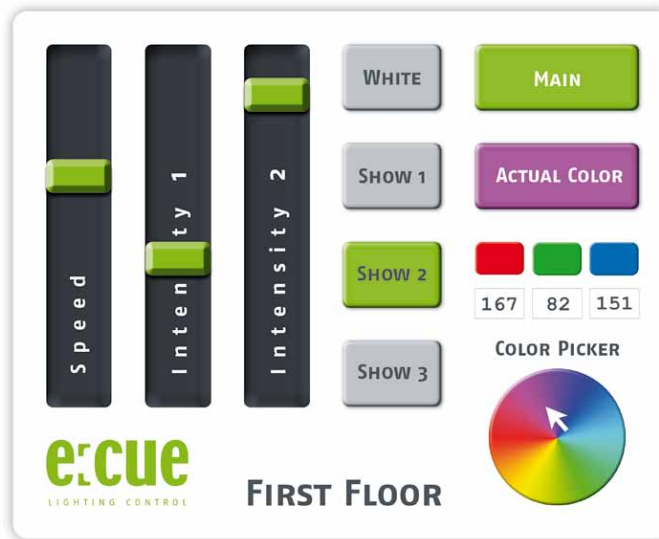 Speed
Intensity 1
Intensity 2
WHITE
SHOW 1
SHOW 2
SHOW 3
MAIN
ACTUAL COLOR
167 82 151
COLOR PICKER
e:cue
LIGHTING CONTROL
FIRST FLOOR